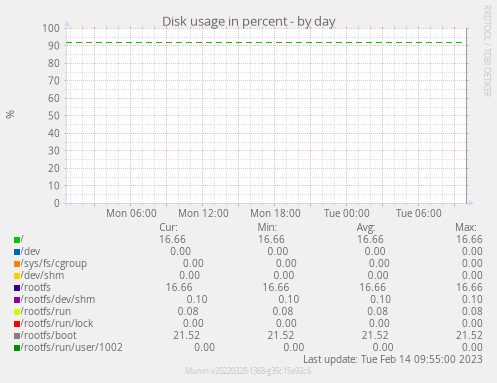 Disk usage in percent - by day
RRDTOOL / TOBI OETIKER
%
100
90
80
70
60
50
40
30
20
10
0
Mon 06:00 Mon 12:00 Mon 18:00 Tue 00:00 Tue 06:00
Cur: Min: Avg: Max:
/ 16.66 16.66 16.66 16.66
/dev 0.00 0.00 0.00 0.00
/sys/fs/cgroup 0.00 0.00 0.00 0.00
/dev/shm 0.00 0.00 0.00 0.00
/rootfs 16.66 16.66 16.66 16.66
/rootfs/dev/shm 0.10 0.10 0.10 0.10
/rootfs/run 0.08 0.08 0.08 0.08
/rootfs/run/lock 0.00 0.00 0.00 0.00
/rootfs/boot 21.52 21.52 21.52 21.52
/rootfs/run/user/1002 0.00 0.00 0.00 0.00
Last update: Tue Feb 14 09:55:00 2023
Munin v20220328-1368-g35c15e92c6